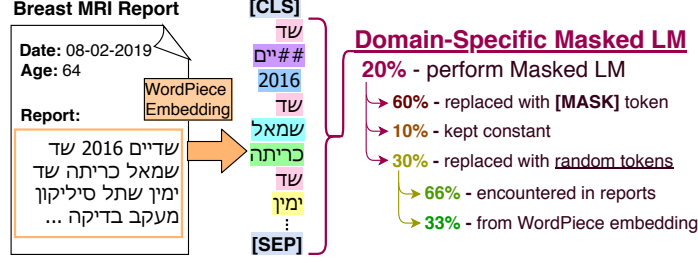 Breast MRI Report
Date: 08-02-2019
Age: 64
Report:
שדיים 2016 שד
שמאל כריתה שד
ימין שתל סיליקון
מעקב בדיקה ...
WordPiece
Embedding
[CLS]
שד
##יים
2016
שד
שמאל
כריתה
שד
ימין
...
[SEP]
Domain-Specific Masked LM
20% - perform Masked LM
60% - replaced with [MASK] token
10% - kept constant
30% - replaced with random tokens
66% - encountered in reports
33% - from WordPiece embedding